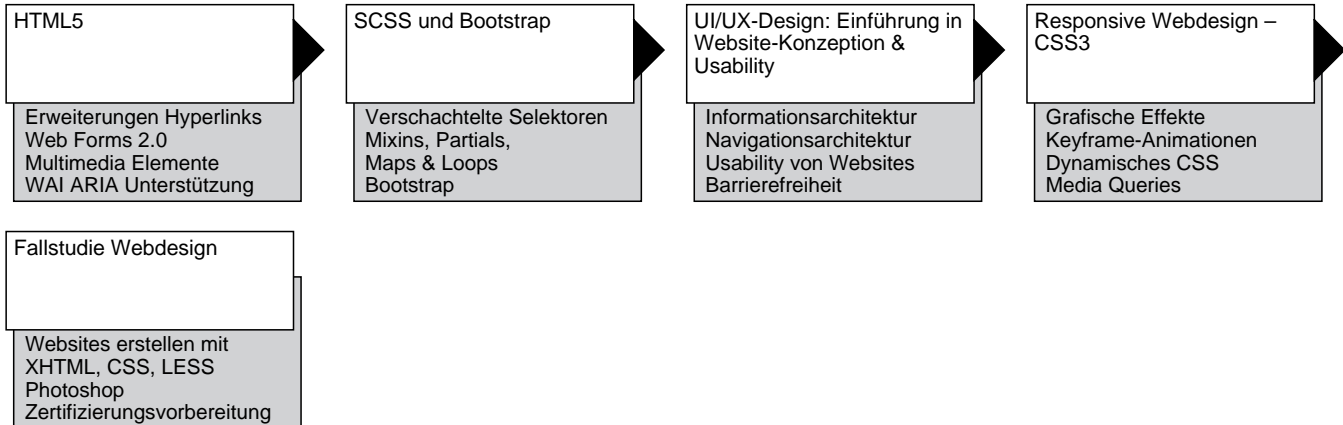 HTML5
Erweiterungen Hyperlinks
Web Forms 2.0
Multimedia Elemente
WAI ARIA Unterstützung
SCSS und Bootstrap
Verschachtelte Selektoren
Mixins, Partials,
Maps & Loops
Bootstrap
UI/UX-Design: Einführung in
Website-Konzeption &
Usability
Informationsarchitektur
Navigationsarchitektur
Usability von Websites
Barrierefreiheit
Responsive Webdesign –
CSS3
Grafische Effekte
Keyframe-Animationen
Dynamisches CSS
Media Queries
Fallstudie Webdesign
Websites erstellen mit
XHTML, CSS, LESS
Photoshop
Zertifizierungsvorbereitung